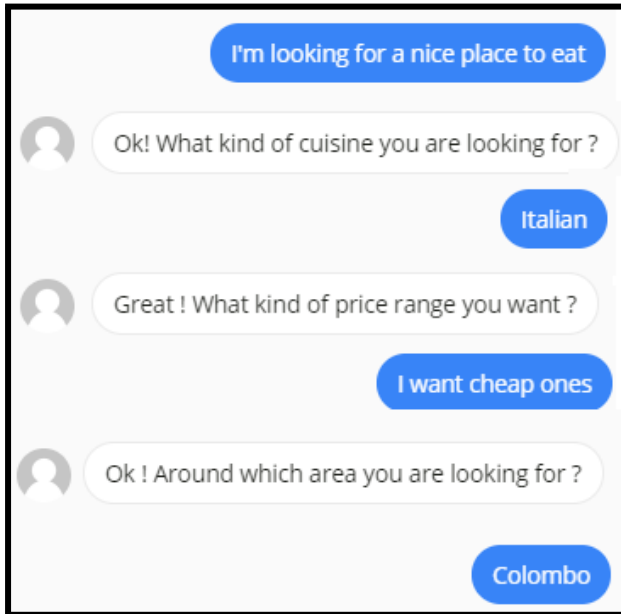 I'm looking for a nice place to eat
Ok! What kind of cuisine you are looking for ?
Italian
Great ! What kind of price range you want ?
I want cheap ones
Ok ! Around which area you are looking for ?
Colombo